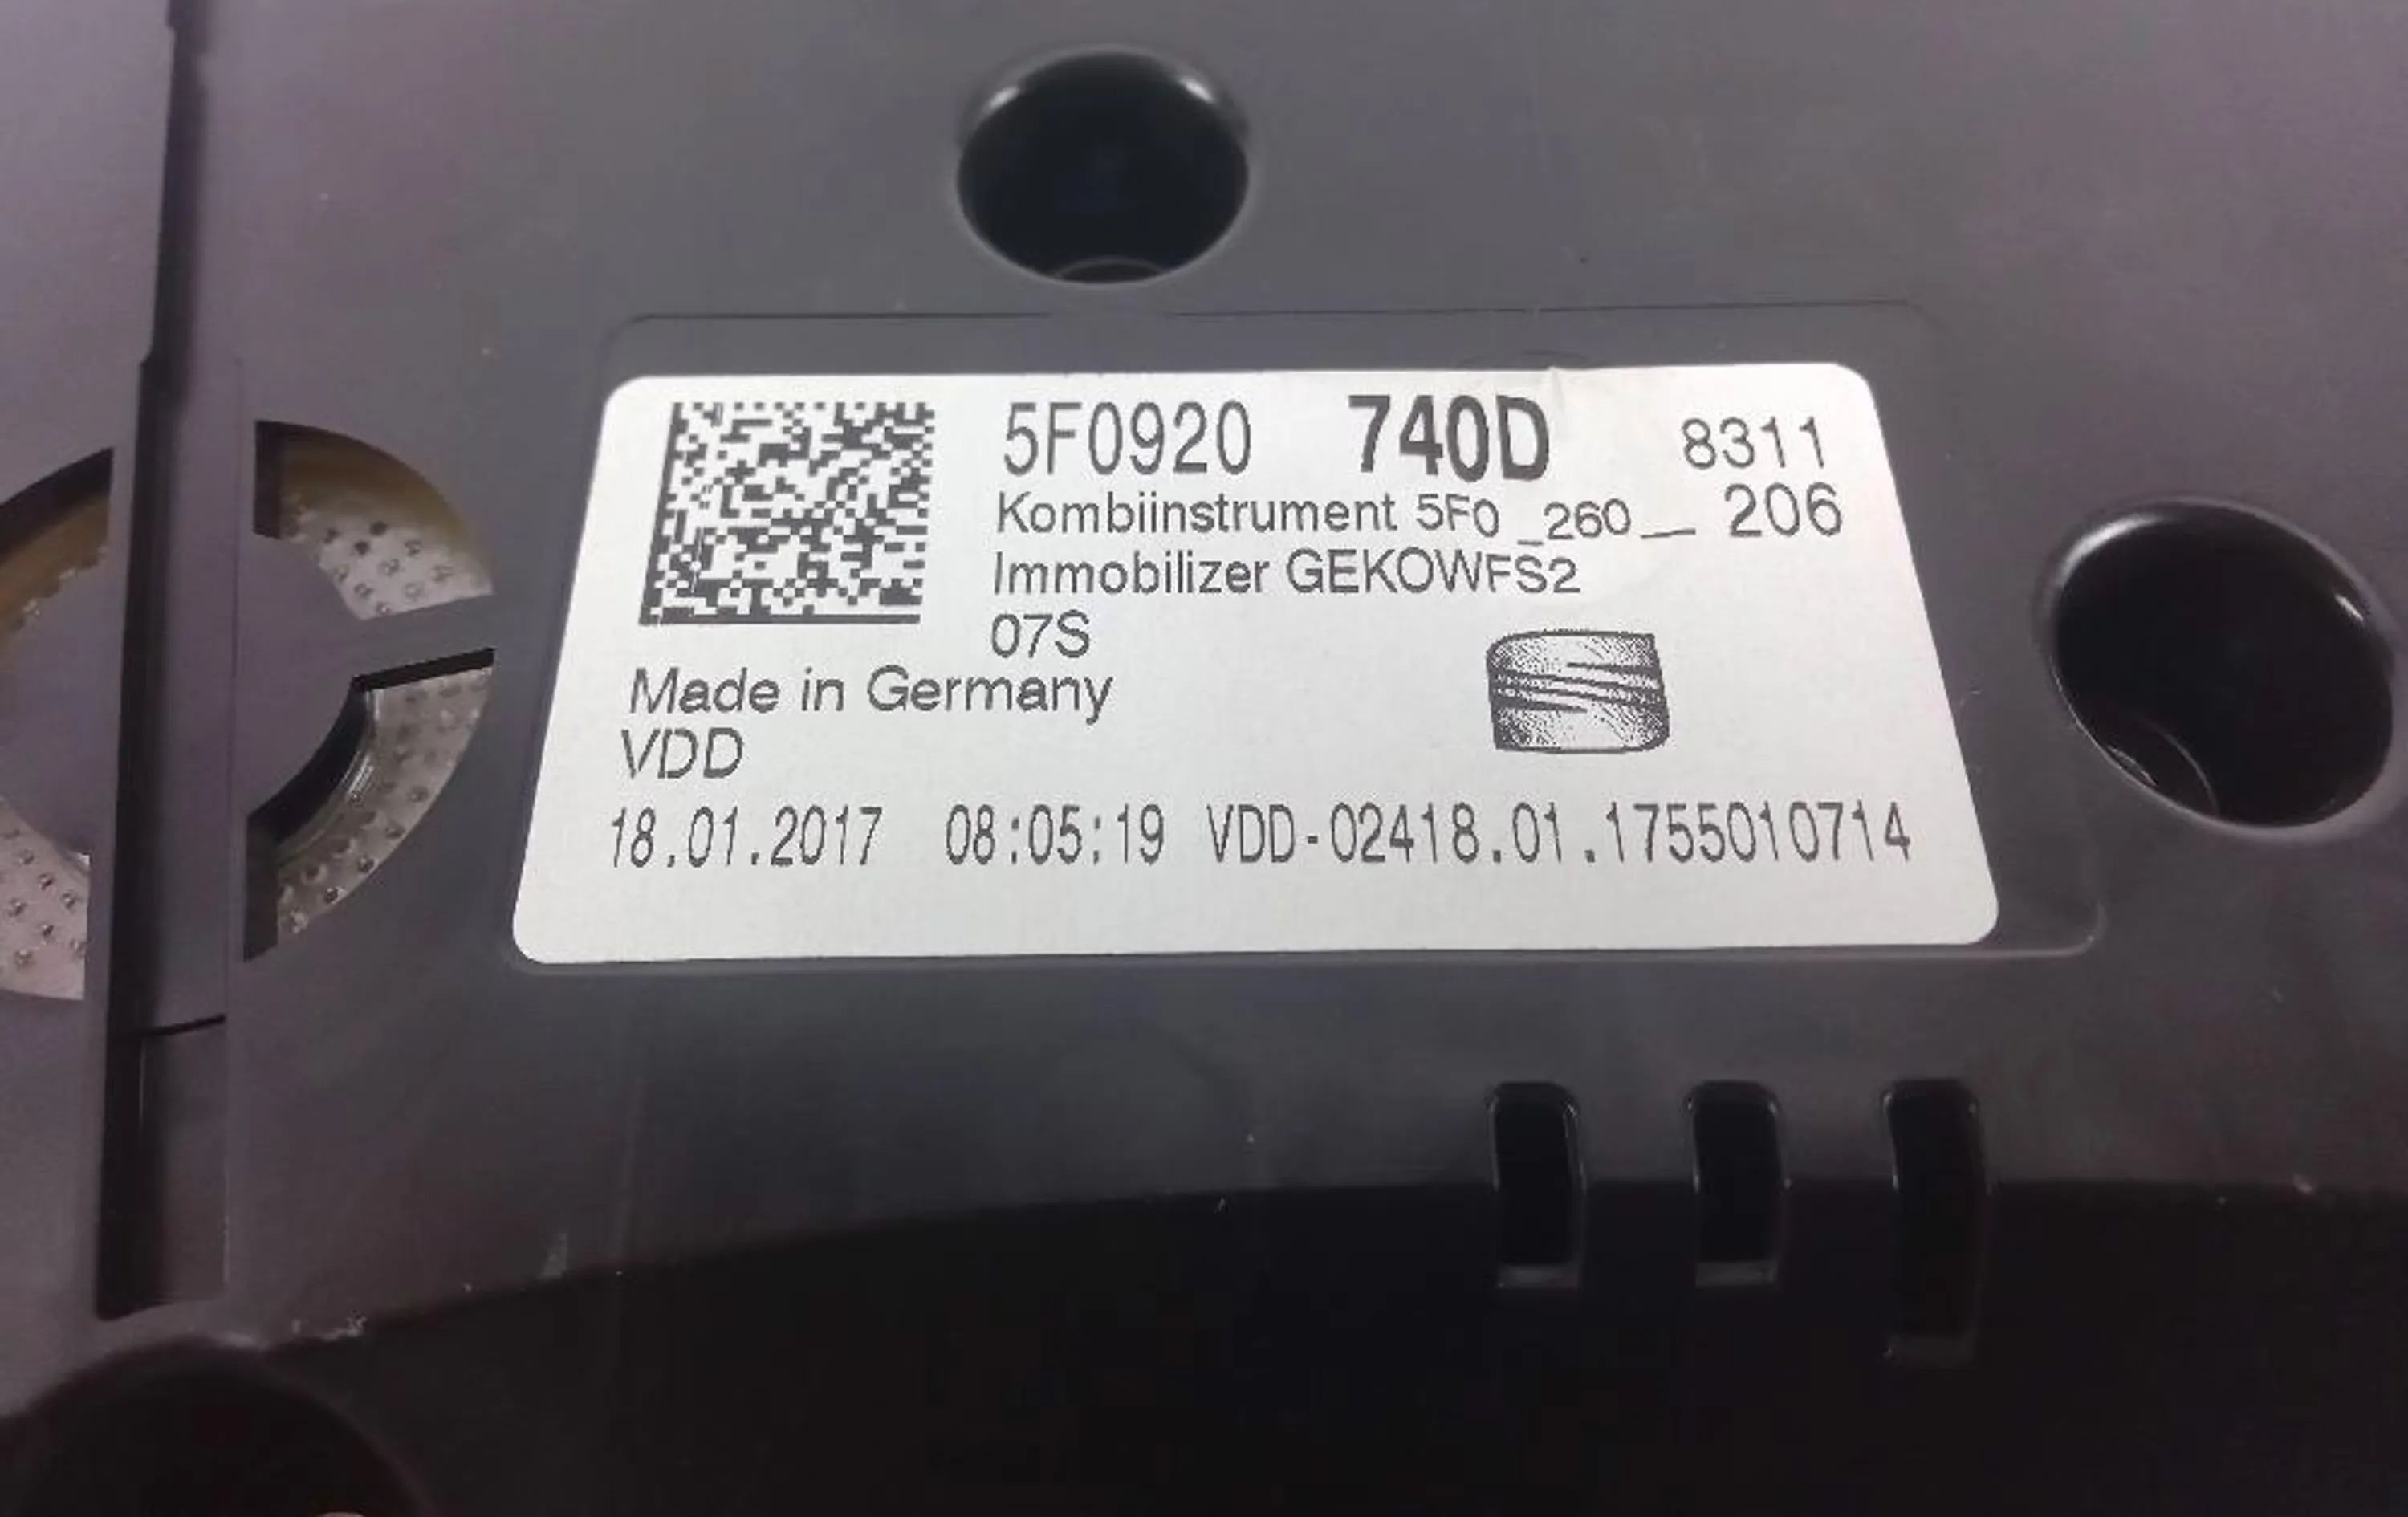 5F0920 740D 8311
Kombiinstrument 5F0 _260__ 206
Immobilizer GEKOWFS2
07S
Made in Germany
VDD
18.01.2017 08:05:19 VDD-02418.01.1755010714